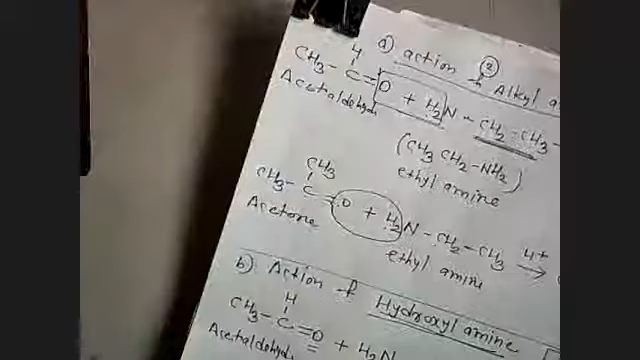 ②
a) action of Alkyl a
H
CH3 - C = O + H2N - CH2 - CH3
Acetaldehyde
(CH3 CH2 - NH2)
ethyl amine
CH3
CH3 - C = O + H2N - CH2 - CH3 H+ →
Acetone
ethyl amine
b) Action of Hydroxyl amine
H
CH3 - C = O + H2N
Acetaldehyde